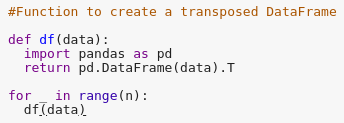 #Function to create a transposed DataFrame

def df(data):
  import pandas as pd
  return pd.DataFrame(data).T

for _ in range(n):
  df(data)